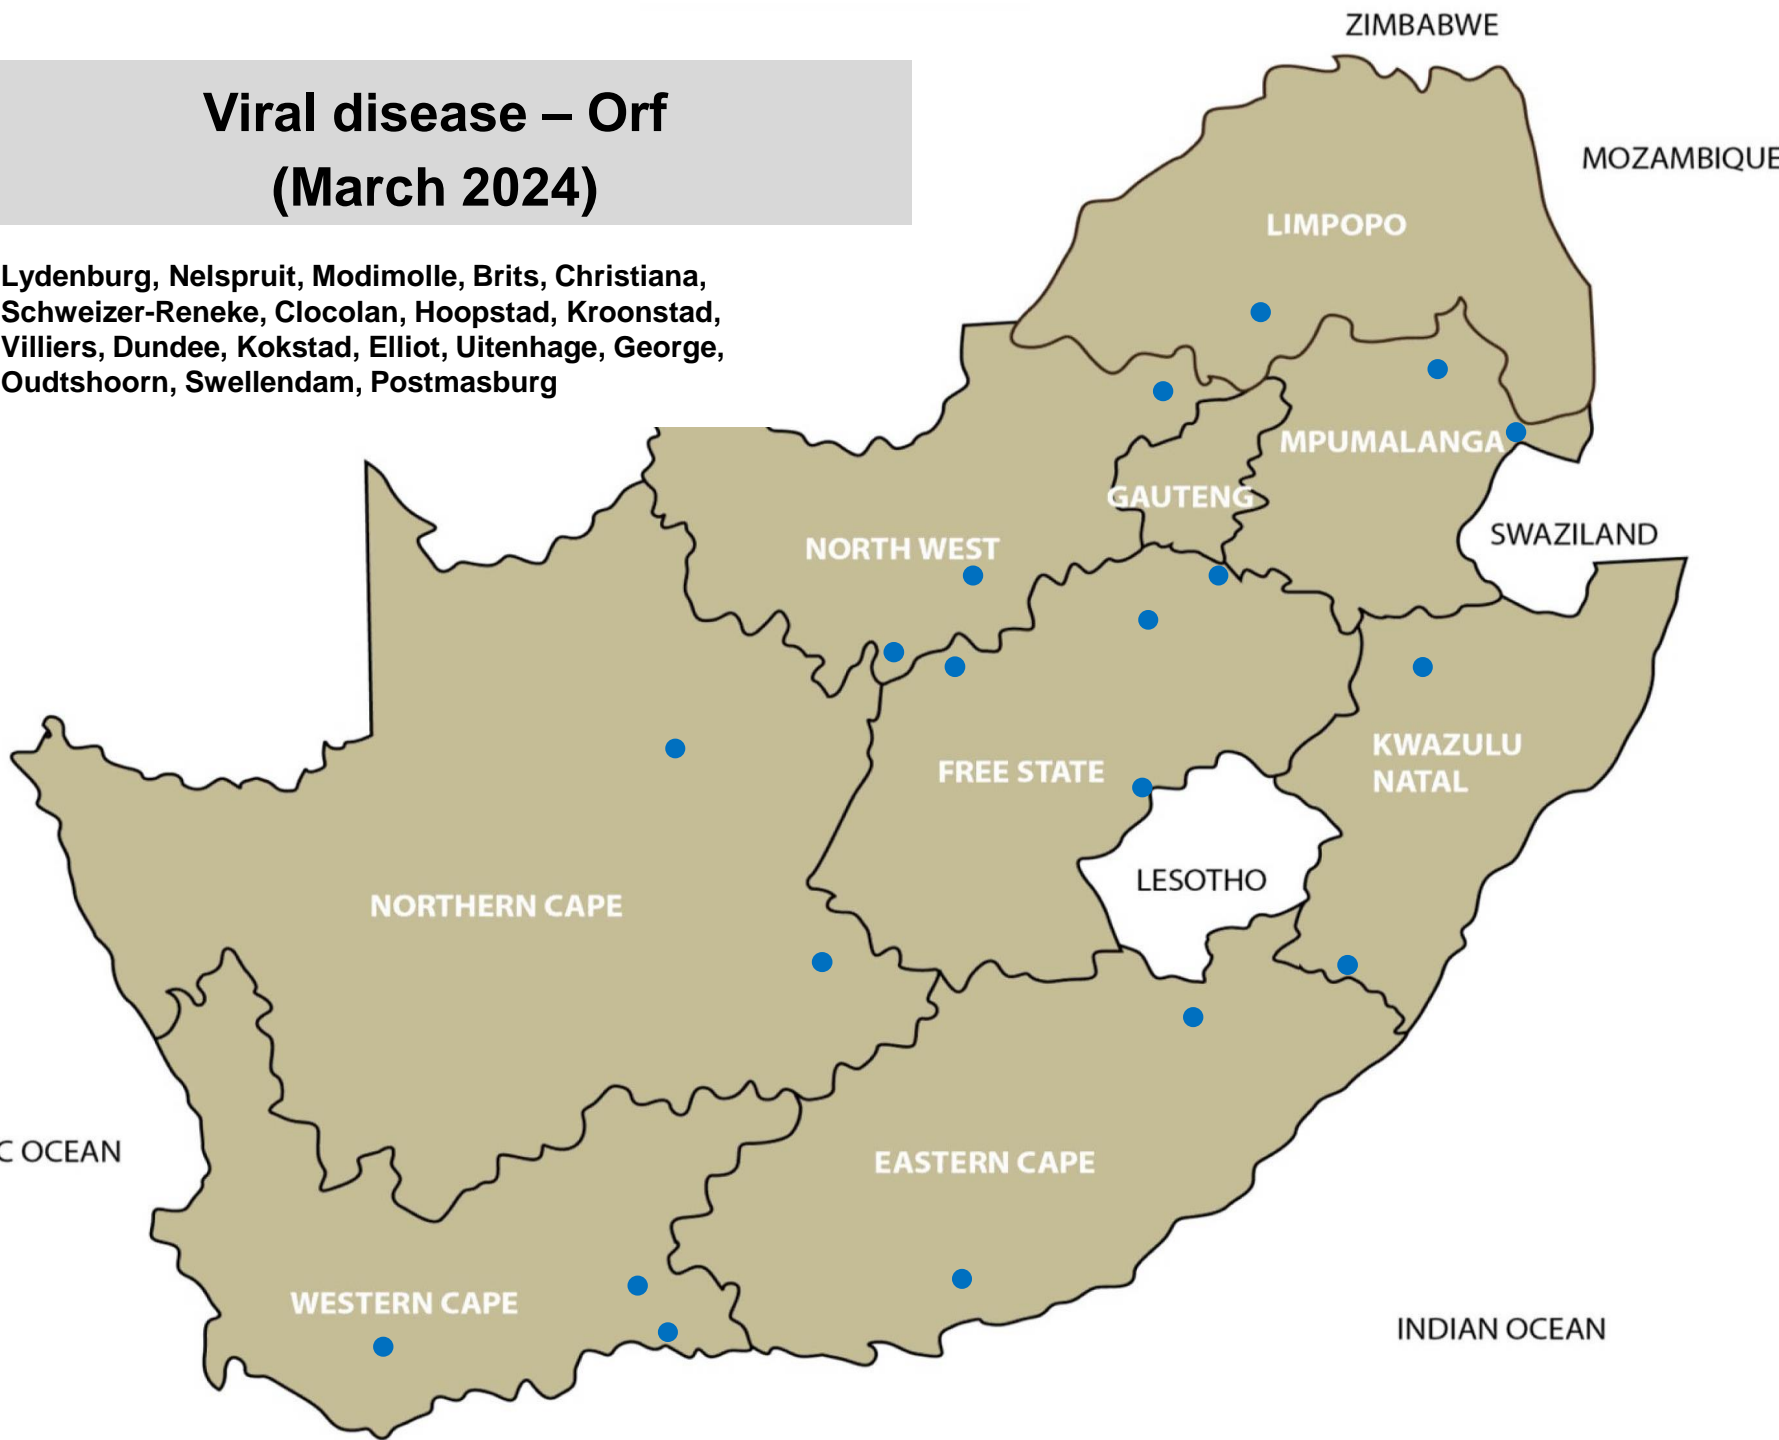 ZIMBABWE
Viral disease – Orf
(March 2024)
MOZAMBIQUE
LIMPOPO
Lydenburg, Nelspruit, Modimolle, Brits, Christiana,
Schweizer-Reneke, Clocolan, Hoopstad, Kroonstad,
Villiers, Dundee, Kokstad, Elliot, Uitenhage, George,
Oudtshoorn, Swellendam, Postmasburg
MPUMALANGA
GAUTENG
SWAZILAND
NORTH WEST
KWAZULU
NATAL
FREE STATE
LESOTHO
NORTHERN CAPE
C OCEAN
EASTERN CAPE
WESTERN CAPE
INDIAN OCEAN